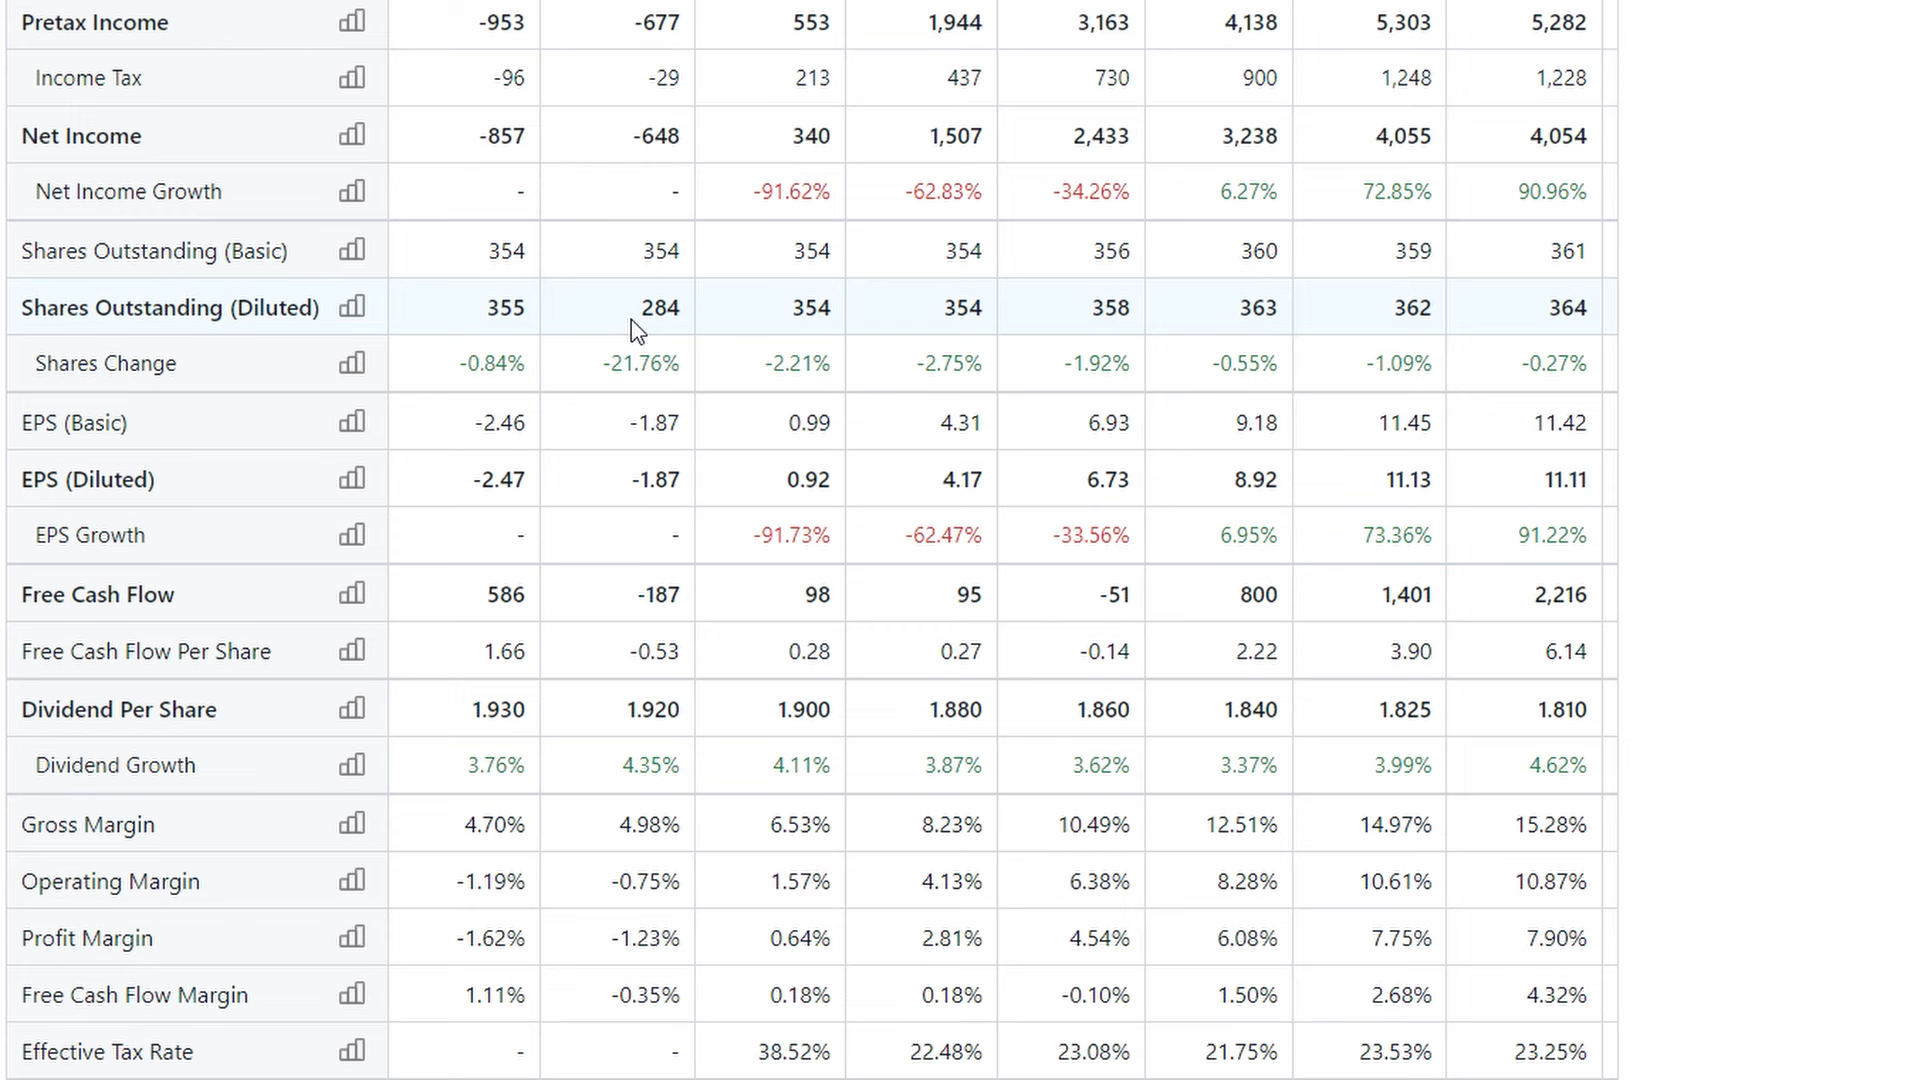 Pretax Income -953 -677 553 1,944 3,163 4,138 5,303 5,282
Income Tax -96 -29 213 437 730 900 1,248 1,228
Net Income -857 -648 340 1,507 2,433 3,238 4,055 4,054
Net Income Growth - - -91.62% -62.83% -34.26% 6.27% 72.85% 90.96%
Shares Outstanding (Basic) 354 354 354 354 356 360 359 361
Shares Outstanding (Diluted) 355 284 354 354 358 363 362 364
Shares Change -0.84% -21.76% -2.21% -2.75% -1.92% -0.55% -1.09% -0.27%
EPS (Basic) -2.46 -1.87 0.99 4.31 6.93 9.18 11.45 11.42
EPS (Diluted) -2.47 -1.87 0.92 4.17 6.73 8.92 11.13 11.11
EPS Growth - - -91.73% -62.47% -33.56% 6.95% 73.36% 91.22%
Free Cash Flow 586 -187 98 95 -51 800 1,401 2,216
Free Cash Flow Per Share 1.66 -0.53 0.28 0.27 -0.14 2.22 3.90 6.14
Dividend Per Share 1.930 1.920 1.900 1.880 1.860 1.840 1.825 1.810
Dividend Growth 3.76% 4.35% 4.11% 3.87% 3.62% 3.37% 3.99% 4.62%
Gross Margin 4.70% 4.98% 6.53% 8.23% 10.49% 12.51% 14.97% 15.28%
Operating Margin -1.19% -0.75% 1.57% 4.13% 6.38% 8.28% 10.61% 10.87%
Profit Margin -1.62% -1.23% 0.64% 2.81% 4.54% 6.08% 7.75% 7.90%
Free Cash Flow Margin 1.11% -0.35% 0.18% 0.18% -0.10% 1.50% 2.68% 4.32%
Effective Tax Rate - - 38.52% 22.48% 23.08% 21.75% 23.53% 23.25%